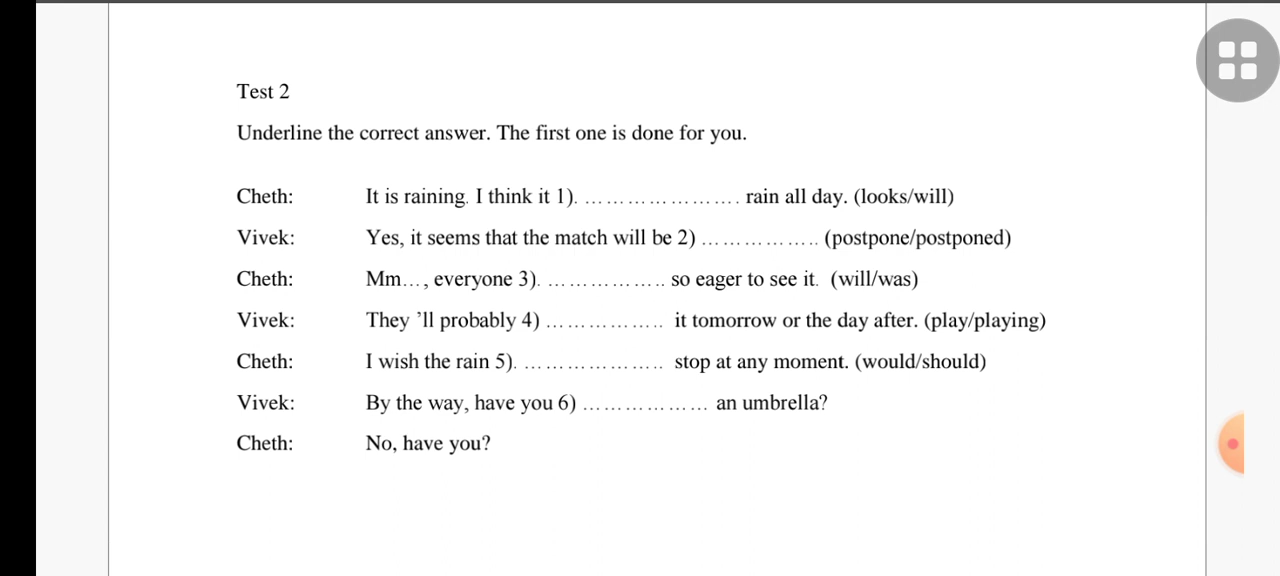 Test 2
Underline the correct answer. The first one is done for you.
Cheth: It is raining. I think it 1). ………………….. rain all day. (looks/will)
Vivek: Yes, it seems that the match will be 2) …………….. (postpone/postponed)
Cheth: Mm…, everyone 3). …………….. so eager to see it. (will/was)
Vivek: They ’ll probably 4) …………….. it tomorrow or the day after. (play/playing)
Cheth: I wish the rain 5). ……………….. stop at any moment. (would/should)
Vivek: By the way, have you 6) ……………… an umbrella?
Cheth: No, have you?